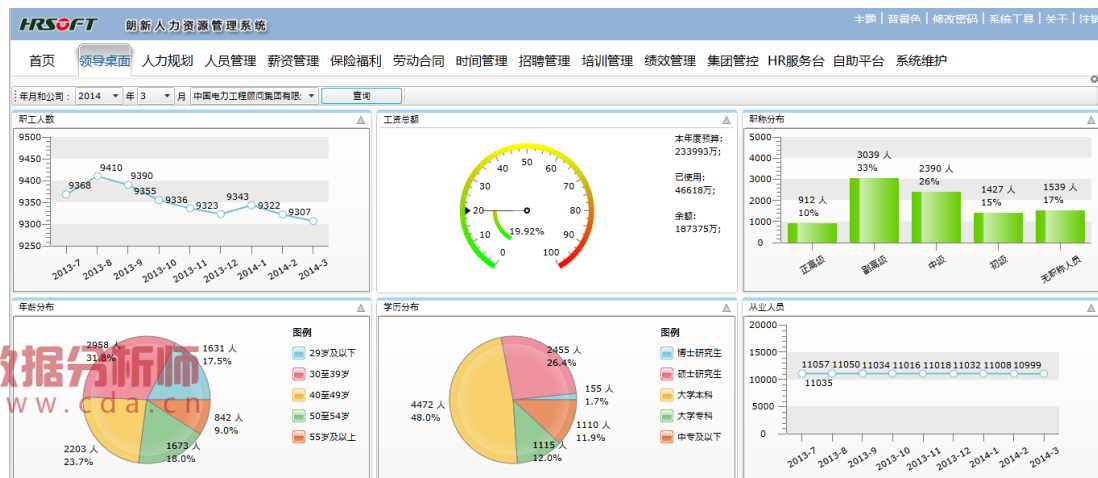 HRSOFT 朗新人力资源管理系统
主题 | 背景色 | 修改密码 | 系统工具 | 关于 | 注销
首页 领导桌面 人力规划 人员管理 薪资管理 保险福利 劳动合同 时间管理 招聘管理 培训管理 绩效管理 集团管控 HR服务台 自助平台 系统维护
年月和公司： 2014 年 3 月 中国电力工程顾问集团有限: 查询
职工人数
9500
9450
9400
9350
9300
9250
9368
9410
9390
9355
9336
9323
9343
9322
9307
2013-7
2013-8
2013-9
2013-10
2013-11
2013-12
2014-1
2014-2
2014-3
工资总额
0
10
20
30
40
50
60
70
80
90
100
19.92%
本年度预算:
233993万;
已使用:
46618万;
余额:
187375万;
职称分布
5000
4000
3000
2000
1000
0
912 人
10%
3039 人
33%
2390 人
26%
1427 人
15%
1539 人
17%
正高级
副高级
中级
初级
无职称人员
年龄分布
2958 人
31.8%
1631 人
17.5%
842 人
9.0%
1673 人
18.0%
2203 人
23.7%
图例
29岁及以下
30至39岁
40至49岁
50至54岁
55岁及以上
数据分析师
www.cda.cn
学历分布
2455 人
26.4%
155 人
1.7%
1110 人
11.9%
1115 人
12.0%
4472 人
48.0%
图例
博士研究生
硕士研究生
大学本科
大学专科
中专及以下
从业人员
20000
15000
10000
5000
0
11057 11050 11034 11016 11018 11032 11008 10999
11035
2013-7
2013-8
2013-9
2013-10
2013-11
2013-12
2014-1
2014-2
2014-3